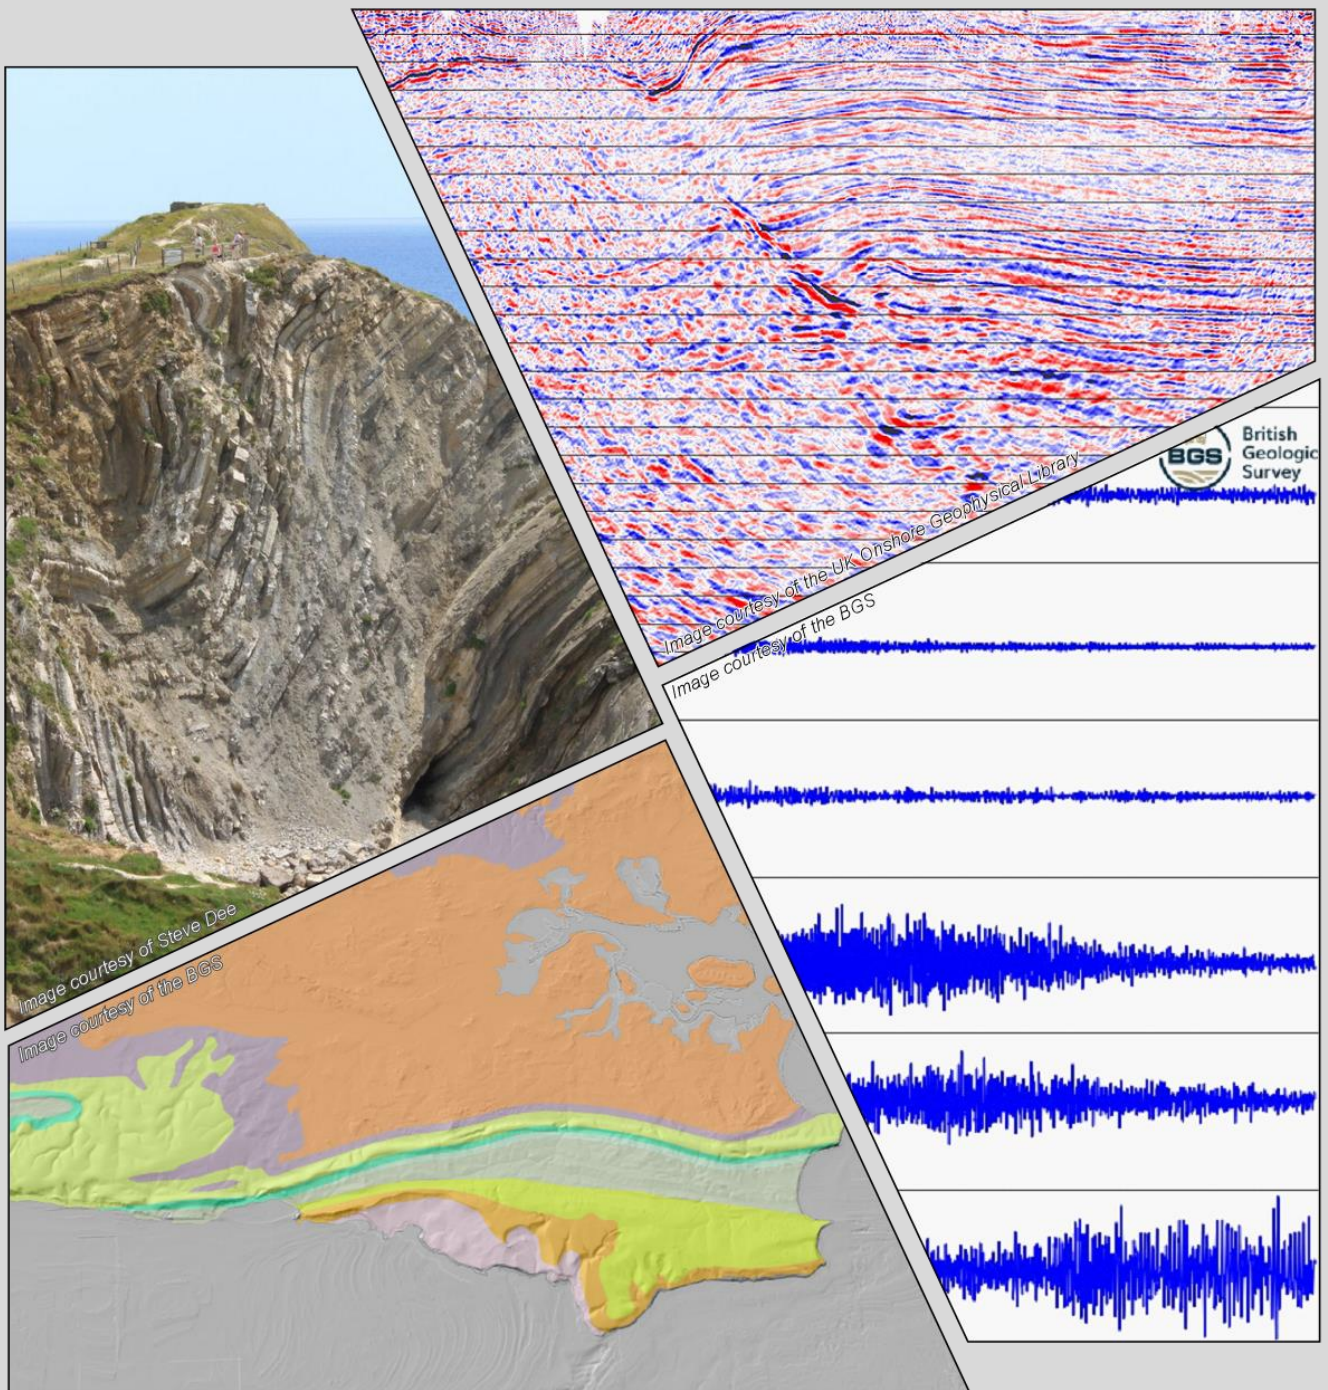 BGS
British
Geologic
Survey
Image courtesy of the UK Onshore Geophysical Library
Image courtesy of the BGS
Image courtesy of Steve Dee
Image courtesy of the BGS